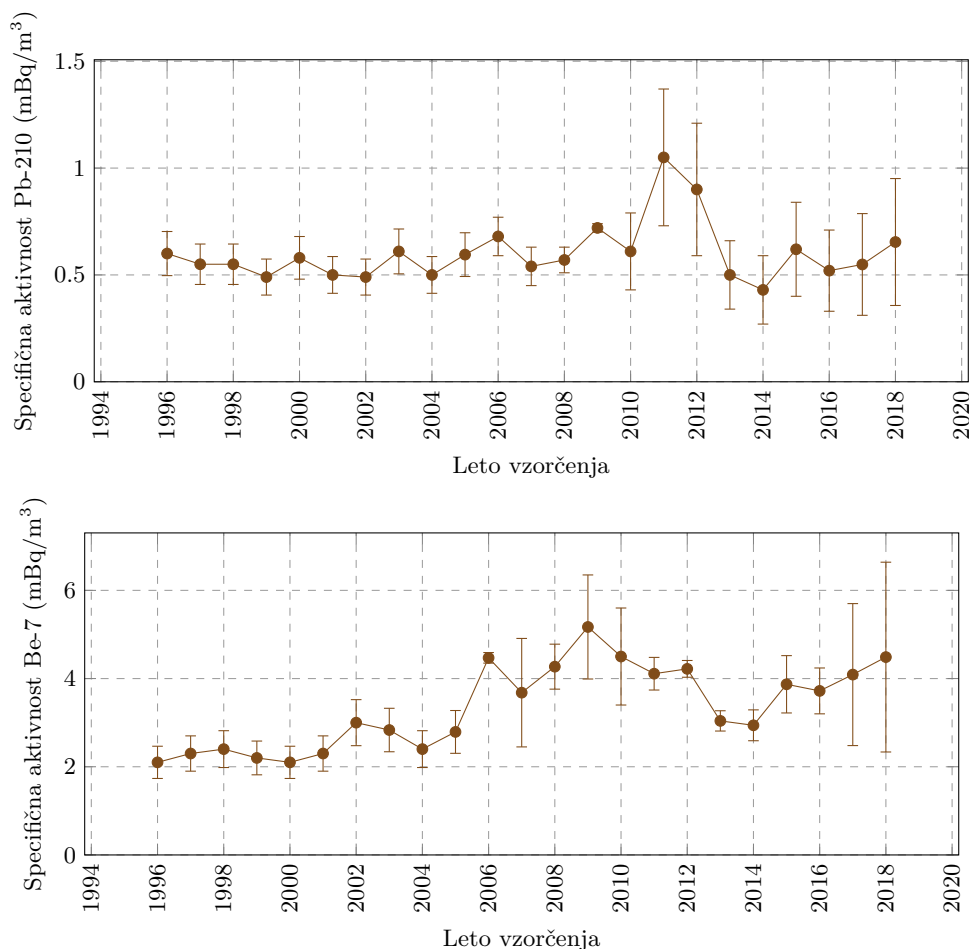 Specifična aktivnost Pb-210 (mBq/m³)
1.5
1
0.5
0
1994 1996 1998 2000 2002 2004 2006 2008 2010 2012 2014 2016 2018 2020
Leto vzorčenja
Specifična aktivnost Be-7 (mBq/m³)
6
4
2
0
1994 1996 1998 2000 2002 2004 2006 2008 2010 2012 2014 2016 2018 2020
Leto vzorčenja